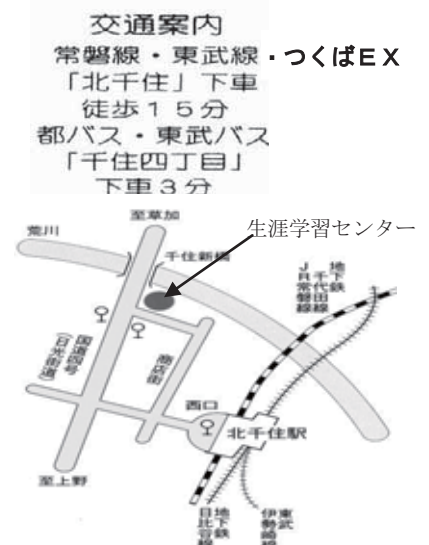 交通案内
常磐線・東武線・つくばＥＸ
「北千住」下車
徒歩１５分
都バス・東武バス
「千住四丁目」
下車３分
至草加
荒川
生涯学習センター
千住新橋
地下鉄
千代田線
ＪＲ常磐線
国道四号
(日光街道)
商店街
西口
北千住駅
至上野
地下鉄
日比谷線
東武
伊勢崎線